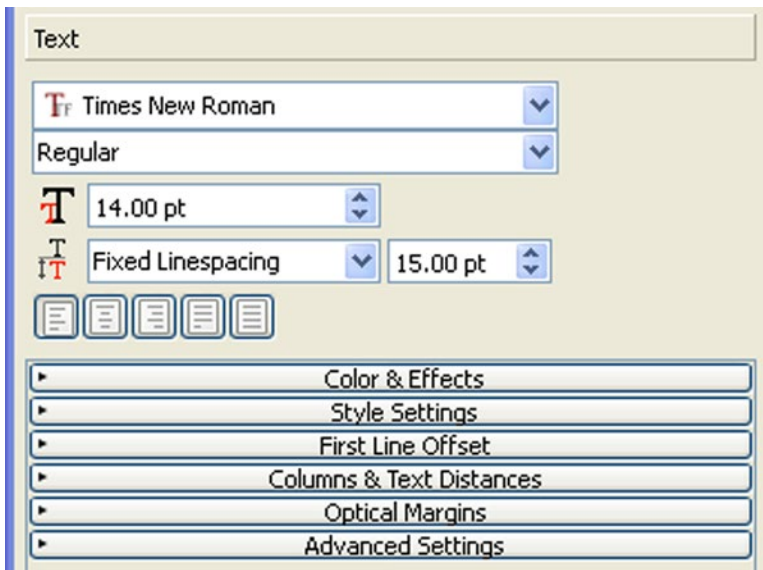 Text
Times New Roman
Regular
14.00 pt
Fixed Linespacing 15.00 pt
Color & Effects
Style Settings
First Line Offset
Columns & Text Distances
Optical Margins
Advanced Settings